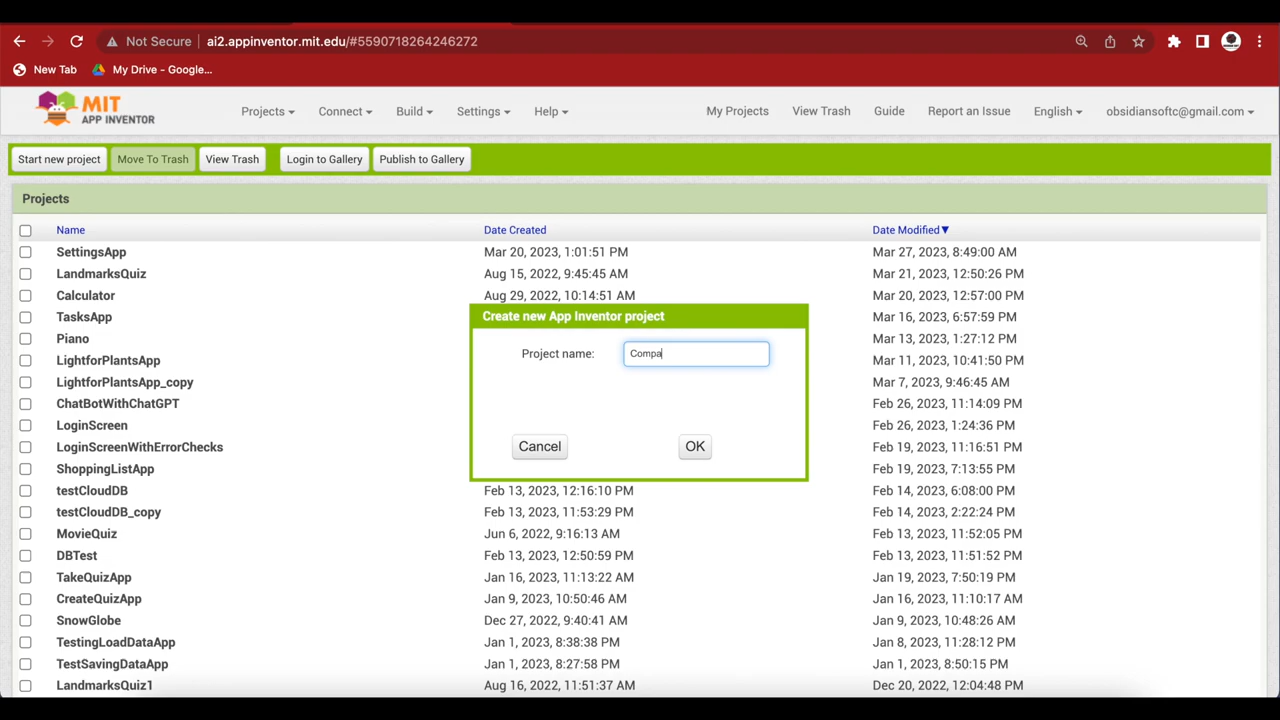 Not Secure ai2.appinventor.mit.edu/#5590718264246272
New Tab My Drive - Google...
MIT
APP INVENTOR
Projects Connect Build Settings Help My Projects View Trash Guide Report an Issue English obsidiansoftc@gmail.com
Start new project Move To Trash View Trash Login to Gallery Publish to Gallery
Projects
Name Date Created Date Modified
SettingsApp Mar 20, 2023, 1:01:51 PM Mar 27, 2023, 8:49:00 AM
LandmarksQuiz Aug 15, 2022, 9:45:45 AM Mar 21, 2023, 12:50:26 PM
Calculator Aug 29, 2022, 10:14:51 AM Mar 20, 2023, 12:57:00 PM
TasksApp Mar 16, 2023, 6:57:59 PM
Piano Mar 13, 2023, 1:27:12 PM
LightforPlantsApp Mar 11, 2023, 10:41:50 PM
LightforPlantsApp_copy Mar 7, 2023, 9:46:45 AM
ChatBotWithChatGPT Feb 26, 2023, 11:14:09 PM
LoginScreen Feb 26, 2023, 1:24:36 PM
LoginScreenWithErrorChecks Feb 19, 2023, 11:16:51 PM
ShoppingListApp Feb 19, 2023, 7:13:55 PM
testCloudDB Feb 13, 2023, 12:16:10 PM Feb 14, 2023, 6:08:00 PM
testCloudDB_copy Feb 13, 2023, 11:53:29 PM Feb 14, 2023, 2:22:24 PM
MovieQuiz Jun 6, 2022, 9:16:13 AM Feb 13, 2023, 11:52:05 PM
DBTest Feb 13, 2023, 12:50:59 PM Feb 13, 2023, 11:51:52 PM
TakeQuizApp Jan 16, 2023, 11:13:22 AM Jan 19, 2023, 7:50:19 PM
CreateQuizApp Jan 9, 2023, 10:50:46 AM Jan 16, 2023, 11:10:17 AM
SnowGlobe Dec 27, 2022, 9:40:41 AM Jan 9, 2023, 10:48:26 AM
TestingLoadDataApp Jan 1, 2023, 8:38:38 PM Jan 8, 2023, 11:28:12 PM
TestSavingDataApp Jan 1, 2023, 8:27:58 PM Jan 1, 2023, 8:50:15 PM
LandmarksQuiz1 Aug 16, 2022, 11:51:37 AM Dec 20, 2022, 12:04:48 PM
Create new App Inventor project
Project name: Compa
Cancel OK